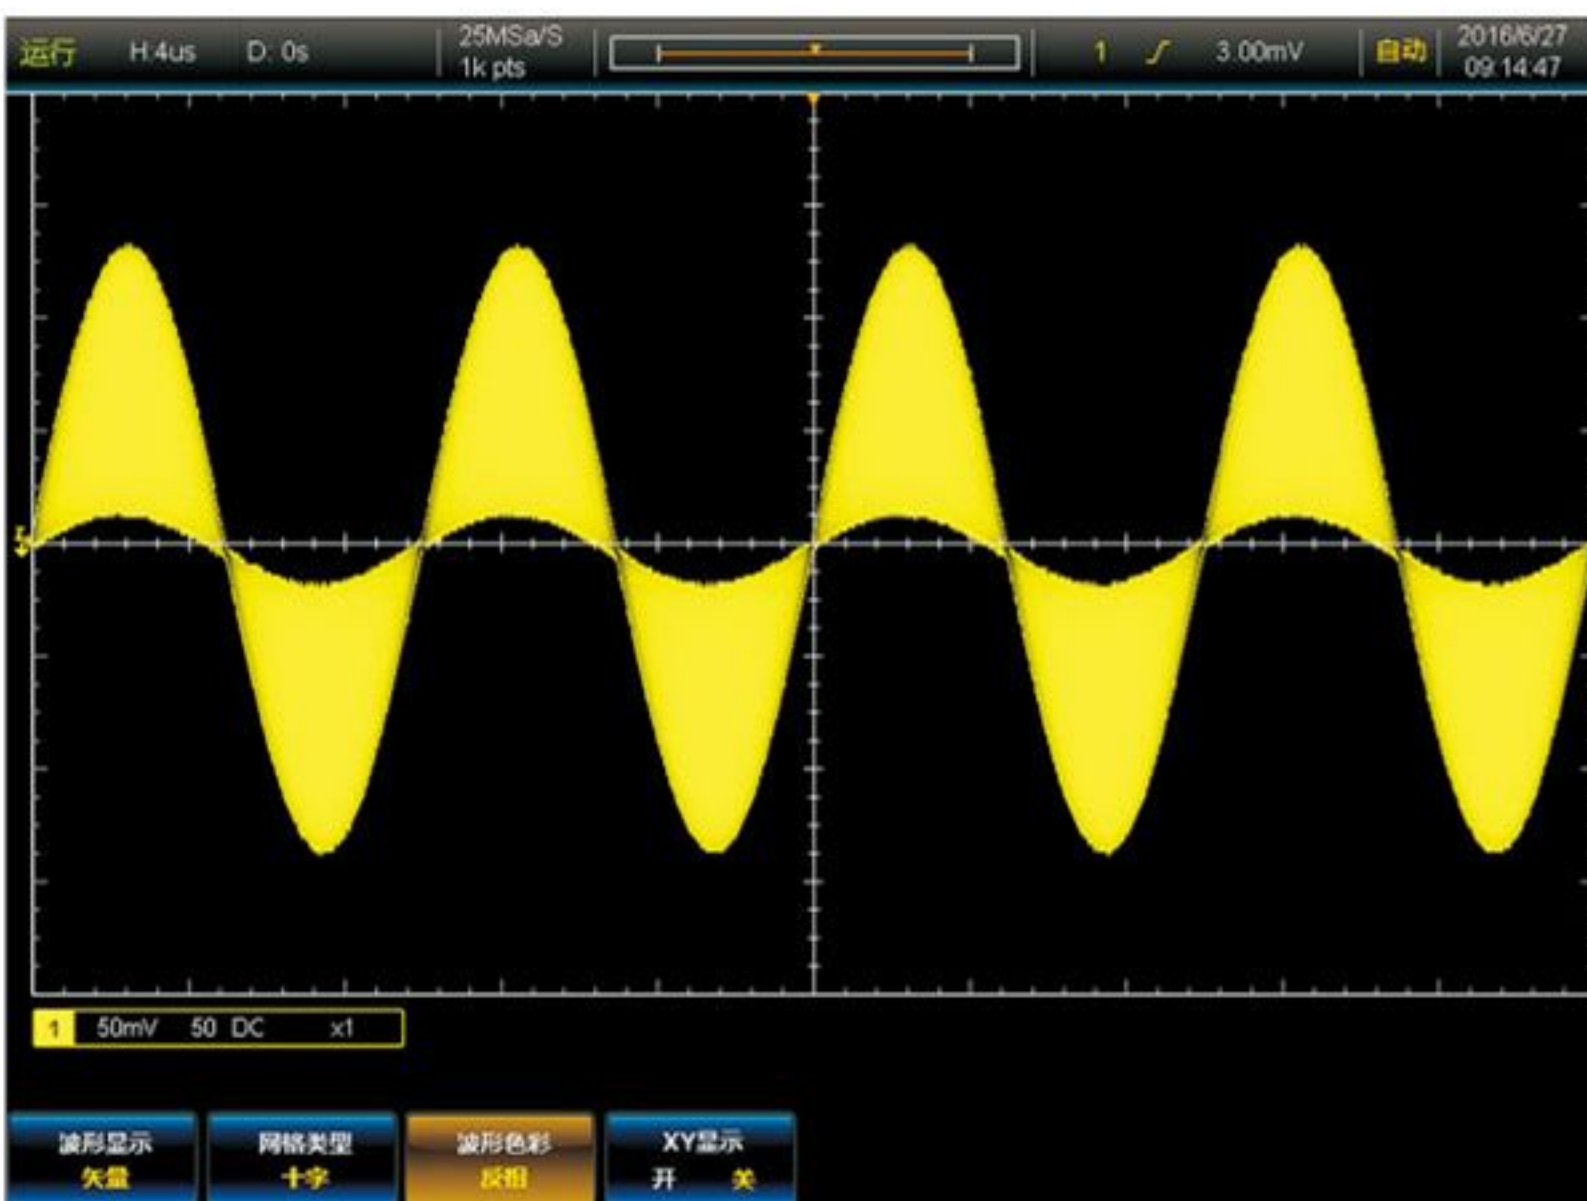 运行 H:4us D: 0s 25MSa/S 1k pts 1 3.00mV 自动 2016/6/27 09:14:47
1 50mV 50 DC x1
波形显示 网格类型 波形色彩 XY显示
矢量 十字 反相 开 关